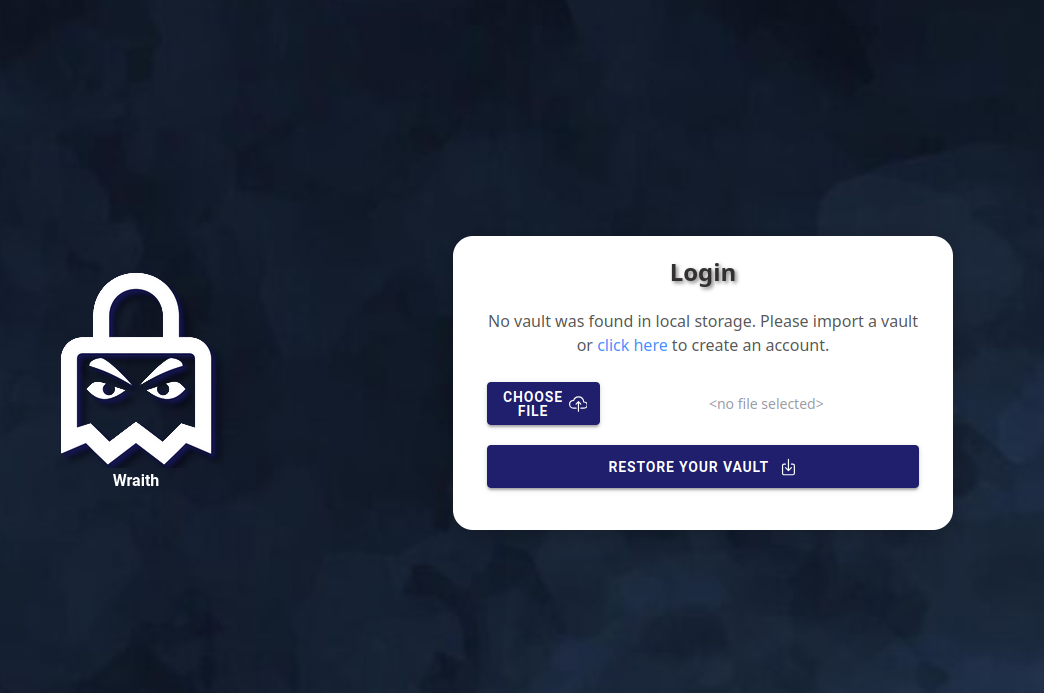 Login
No vault was found in local storage. Please import a vault
or click here to create an account.
CHOOSE
FILE
<no file selected>
RESTORE YOUR VAULT
Wraith